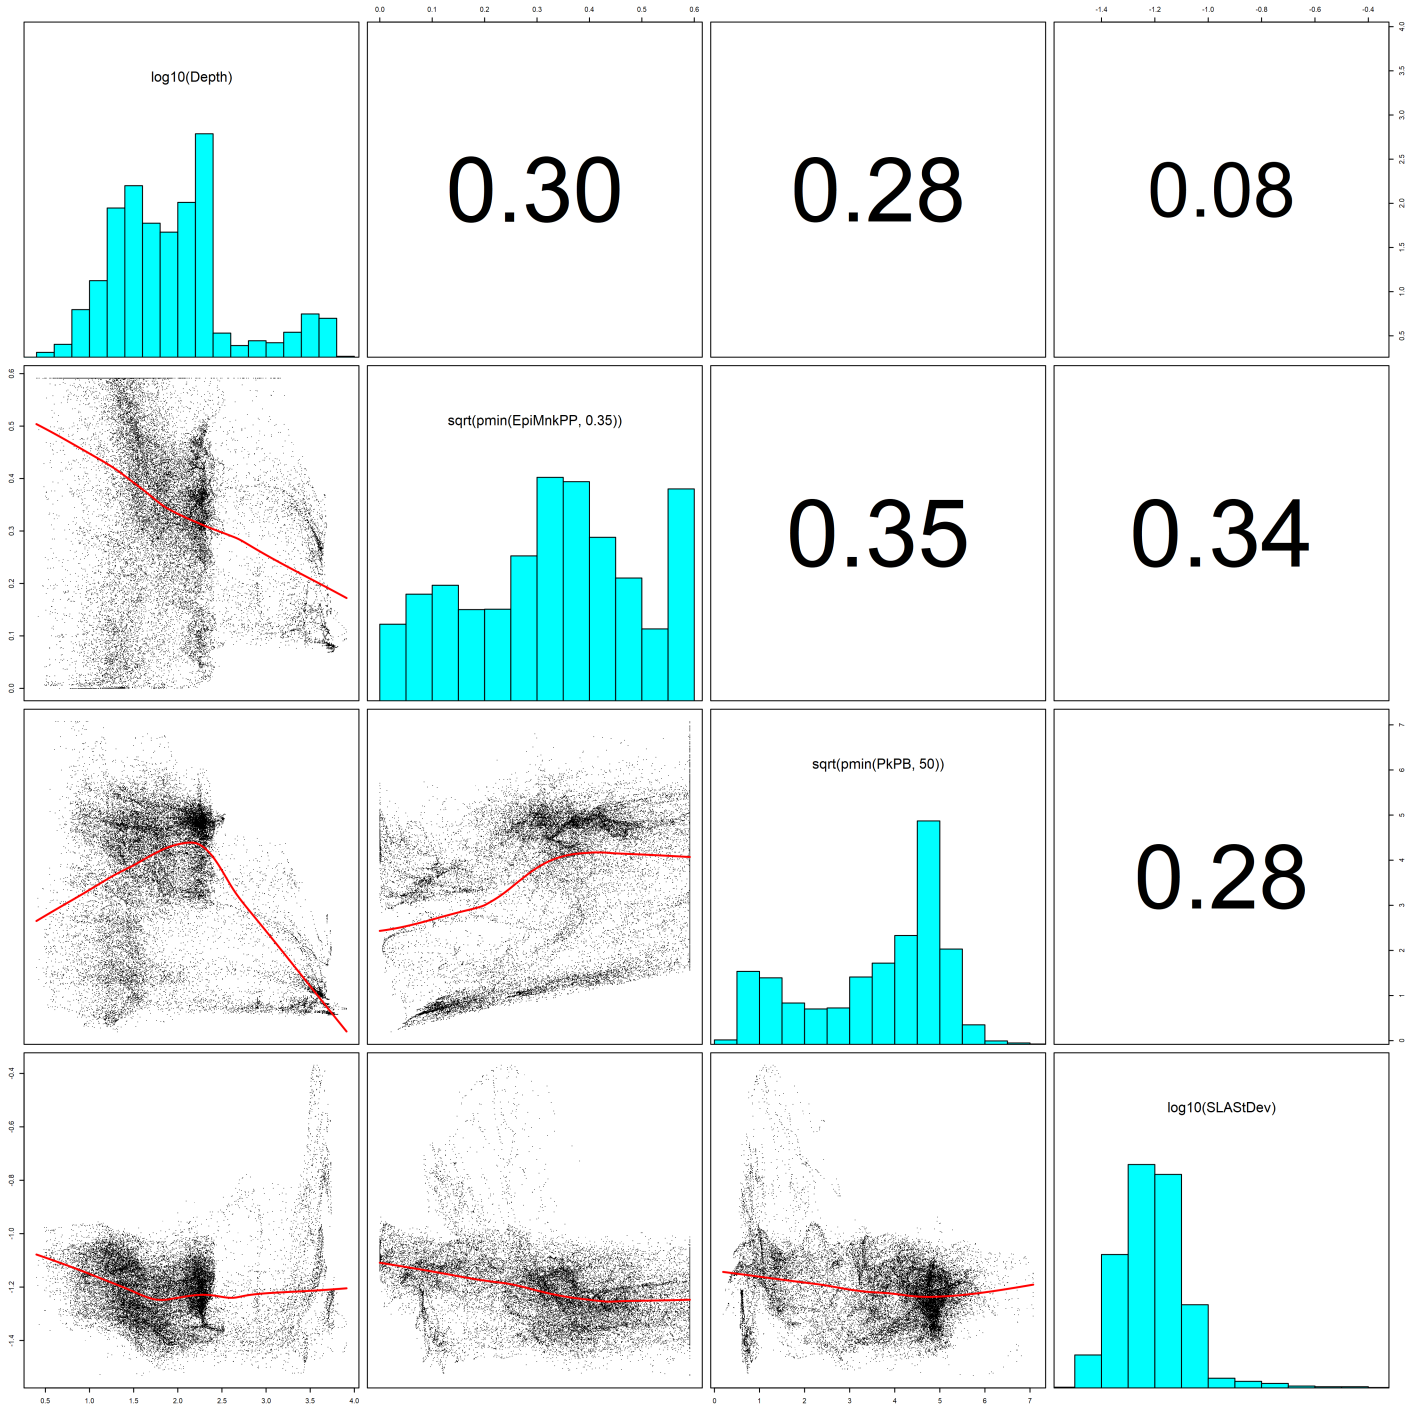 0.0 0.1 0.2 0.3 0.4 0.5 0.6
-1.4 -1.2 -1.0 -0.8 -0.6 -0.4
log10(Depth)
0.30
0.28
0.08
0.5 1.0 1.5 2.0 2.5 3.0 3.5 4.0
0.0 0.1 0.2 0.3 0.4 0.5 0.6
sqrt(pmin(EpiMnkPP, 0.35))
0.35
0.34
sqrt(pmin(PkPB, 50))
0.28
0 1 2 3 4 5 6 7
-1.4 -1.2 -1.0 -0.8 -0.6 -0.4
log10(SLAStDev)
0.5 1.0 1.5 2.0 2.5 3.0 3.5 4.0
0 1 2 3 4 5 6 7